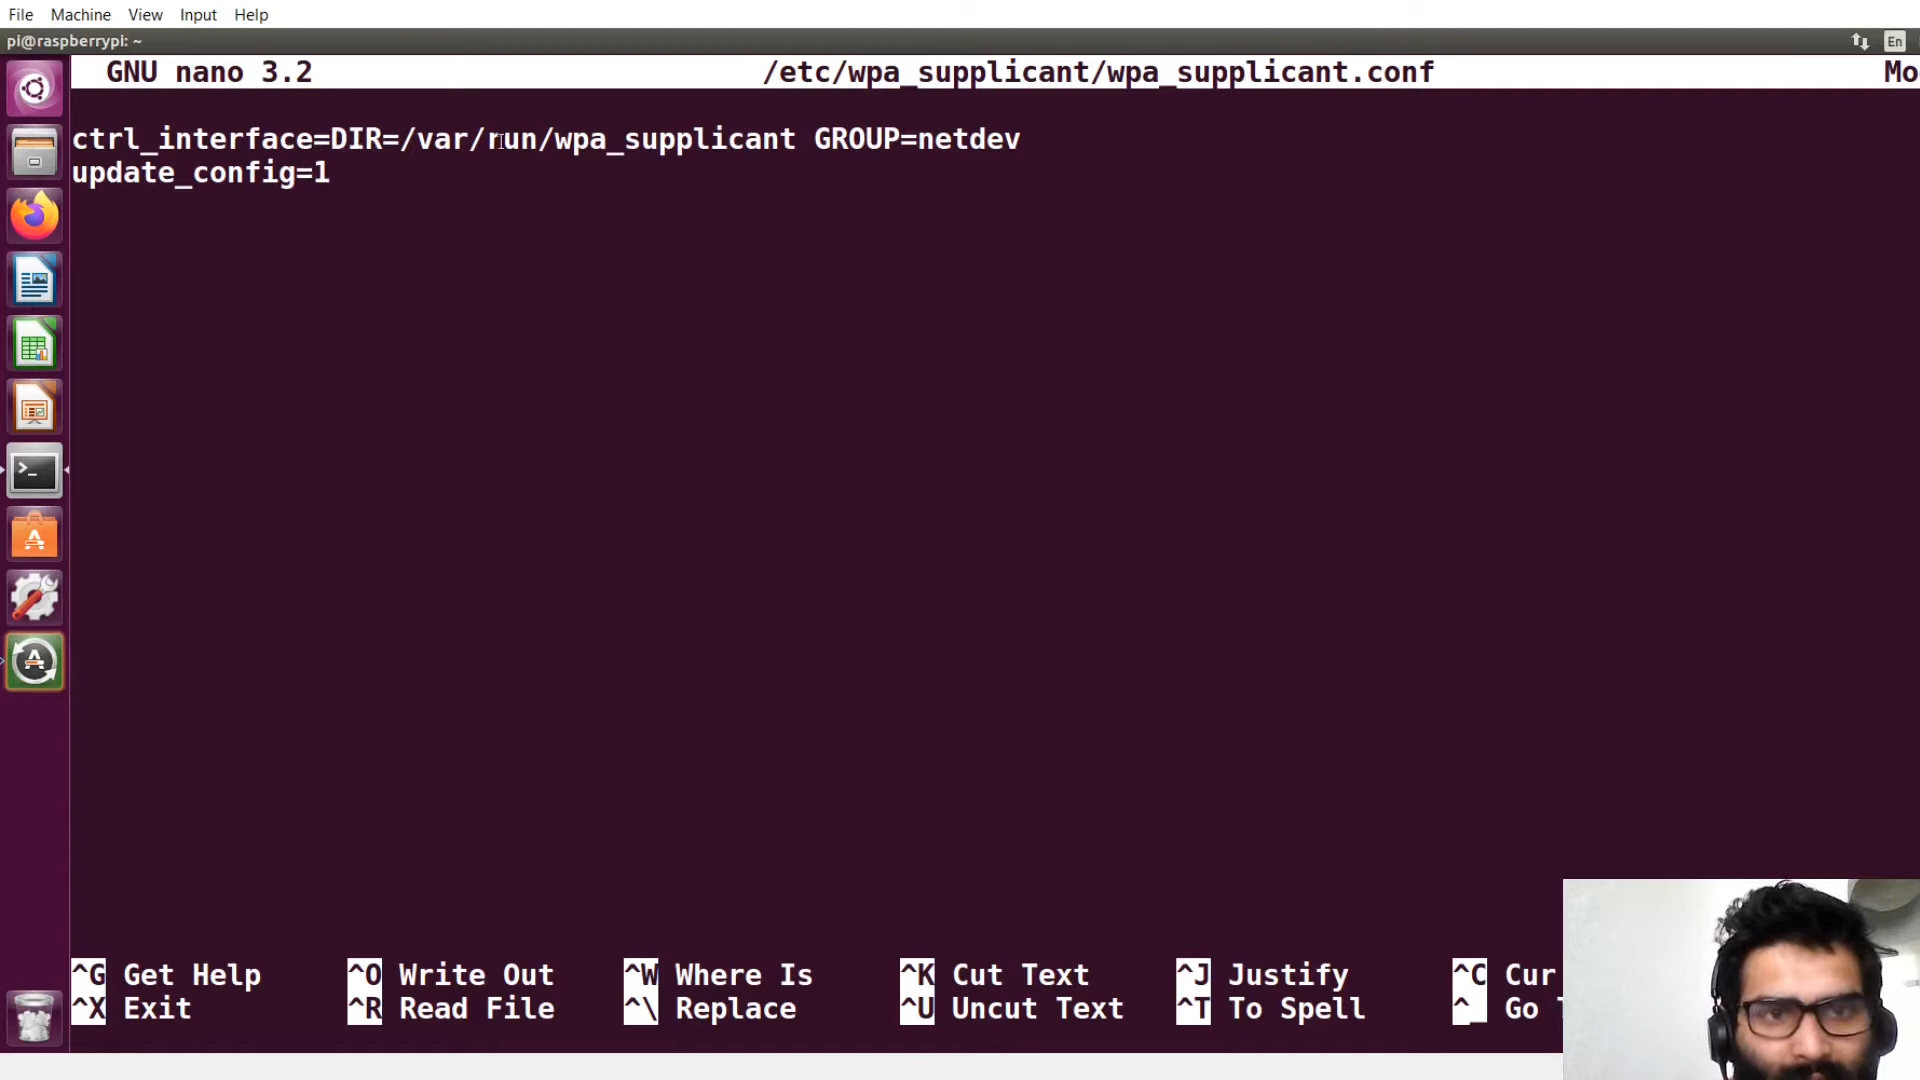 File Machine View Input Help
pi@raspberrypi: ~
En
GNU nano 3.2 /etc/wpa_supplicant/wpa_supplicant.conf Mo
ctrl_interface=DIR=/var/run/wpa_supplicant GROUP=netdev
update_config=1
^G Get Help ^O Write Out ^W Where Is ^K Cut Text ^J Justify ^C Cur
^X Exit ^R Read File ^\ Replace ^U Uncut Text ^T To Spell ^_ Go